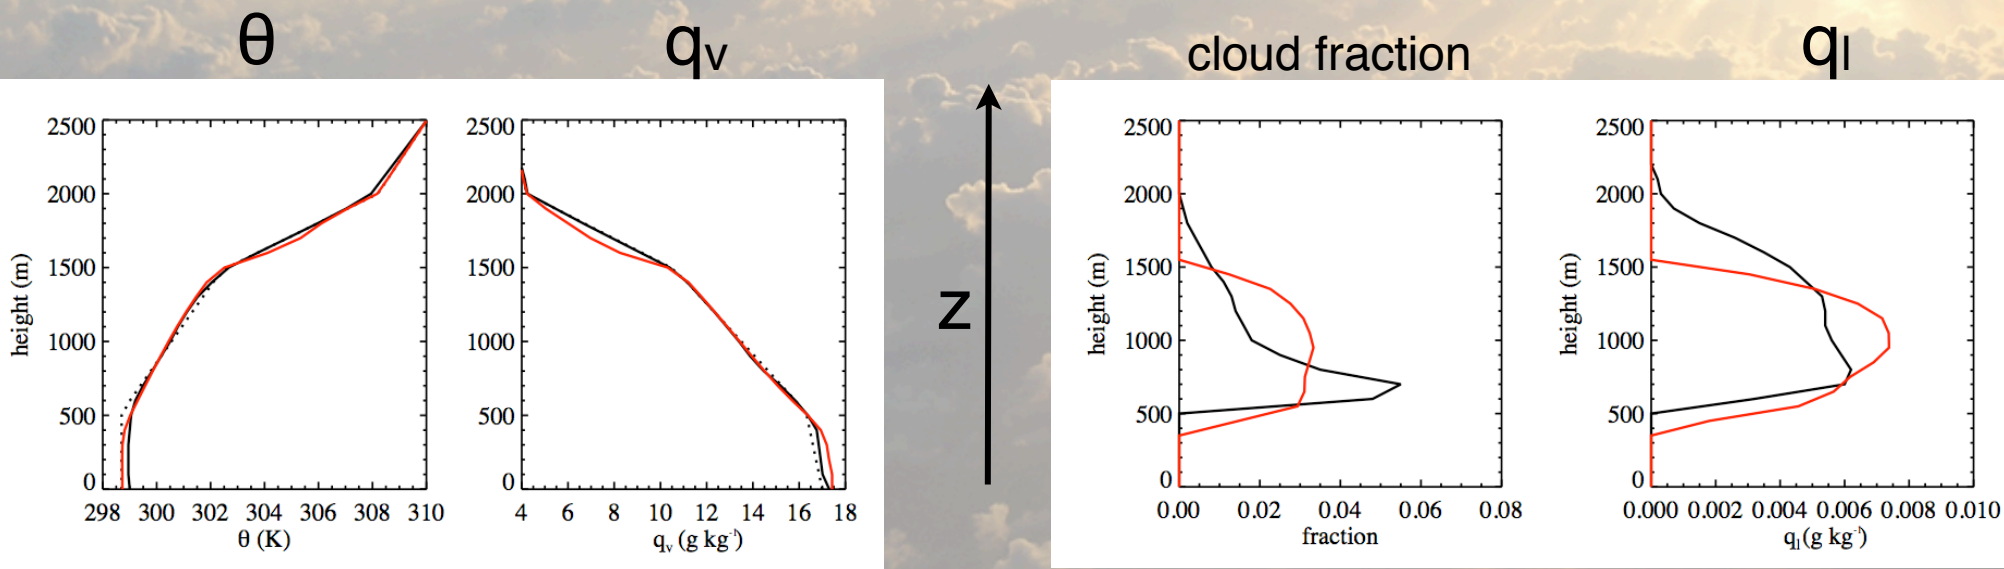 θ
qv
cloud fraction
ql
2500
2000
1500
1000
500
0
height (m)
298 300 302 304 306 308 310
θ (K)
2500
2000
1500
1000
500
0
4 6 8 10 12 14 16 18
qv (g kg-1)
z
2500
2000
1500
1000
500
0
height (m)
0.00 0.02 0.04 0.06 0.08
fraction
2500
2000
1500
1000
500
0
height (m)
0.000 0.002 0.004 0.006 0.008 0.010
ql(g kg-1)